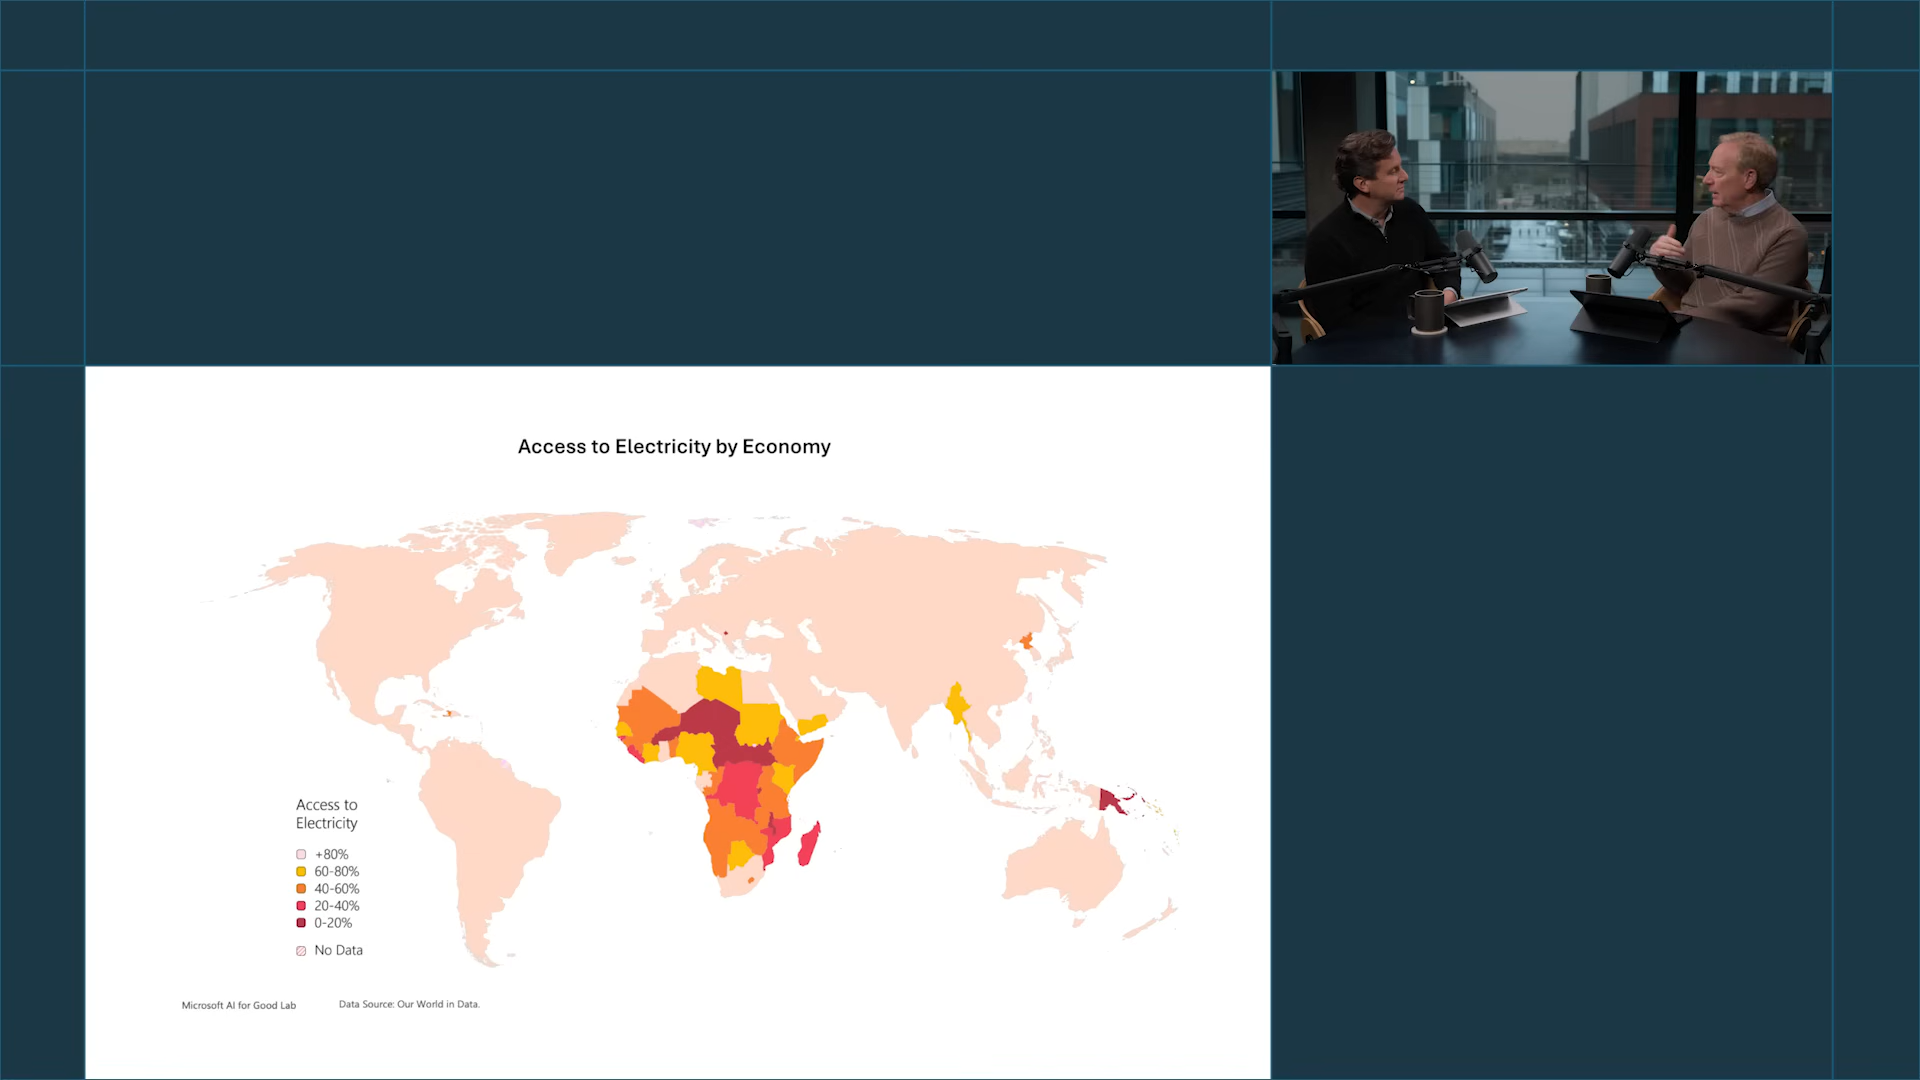 Access to Electricity by Economy
Access to
Electricity
+80%
60-80%
40-60%
20-40%
0-20%
No Data
Microsoft AI for Good Lab
Data Source: Our World in Data.